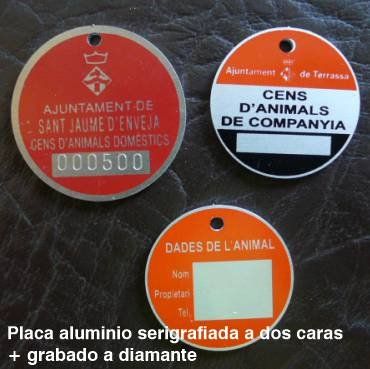 AJUNTAMENT DE
SANT JAUME D'ENVEJA
CENS D'ANIMALS DOMÈSTICS
000500
Ajuntament de Terrassa
CENS
D'ANIMALS
DE COMPANYIA
DADES DE L'ANIMAL
Nom
Propietari
Tel.
Placa aluminio serigrafiada a dos caras
+ grabado a diamante